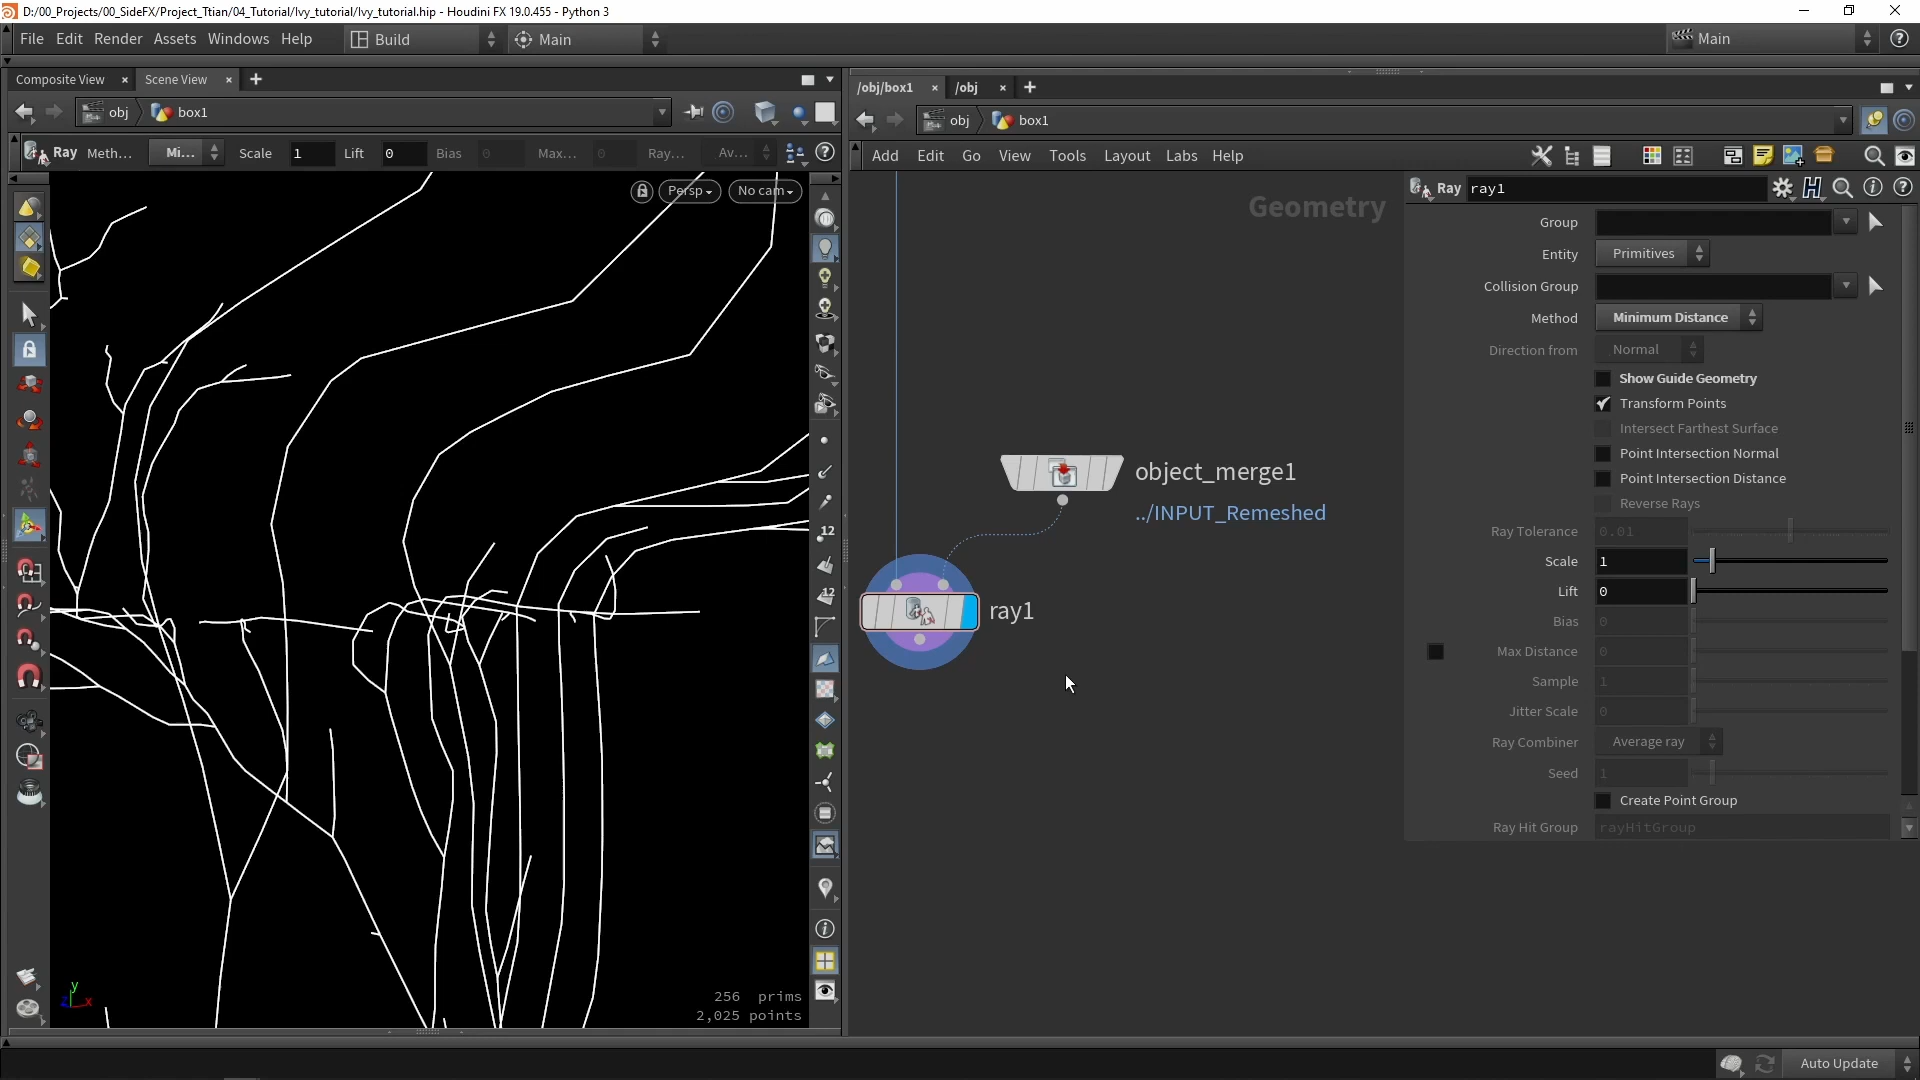 D:/00_Projects/00_SideFX/Project_Ttian/04_Tutorial/Ivy_tutorial/Ivy_tutorial.hip - Houdini FX 19.0.455 - Python 3
File Edit Render Assets Windows Help Build Main Main
Composite View × Scene View × +
obj box1
Ray Meth... Mi... Scale 1 Lift 0 Bias 0 Max... 0 Ray... Av...
Persp No cam
12
12
y
z x
256 prims
2,025 points
/obj/box1 × /obj × +
obj box1
Add Edit Go View Tools Layout Labs Help
Geometry
object_merge1
../INPUT_Remeshed
ray1
Ray ray1
Group
Entity Primitives
Collision Group
Method Minimum Distance
Direction from Normal
Show Guide Geometry
Transform Points
Intersect Farthest Surface
Point Intersection Normal
Point Intersection Distance
Reverse Rays
Ray Tolerance 0.01
Scale 1
Lift 0
Bias 0
Max Distance 0
Sample 1
Jitter Scale 0
Ray Combiner Average ray
Seed 1
Create Point Group
Ray Hit Group rayHitGroup
Auto Update